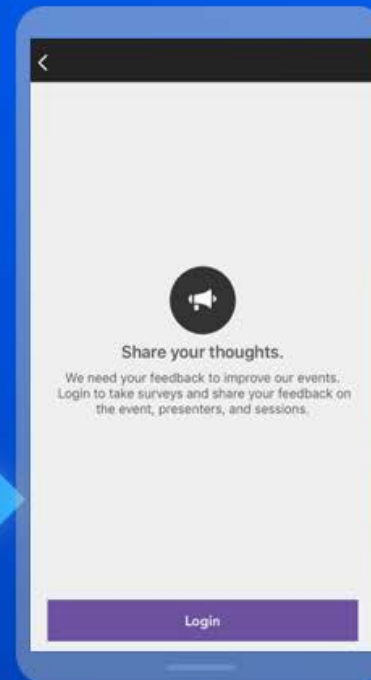 Share your thoughts.
We need your feedback to improve our events.
Login to take surveys and share your feedback on
the event, presenters, and sessions.
Login